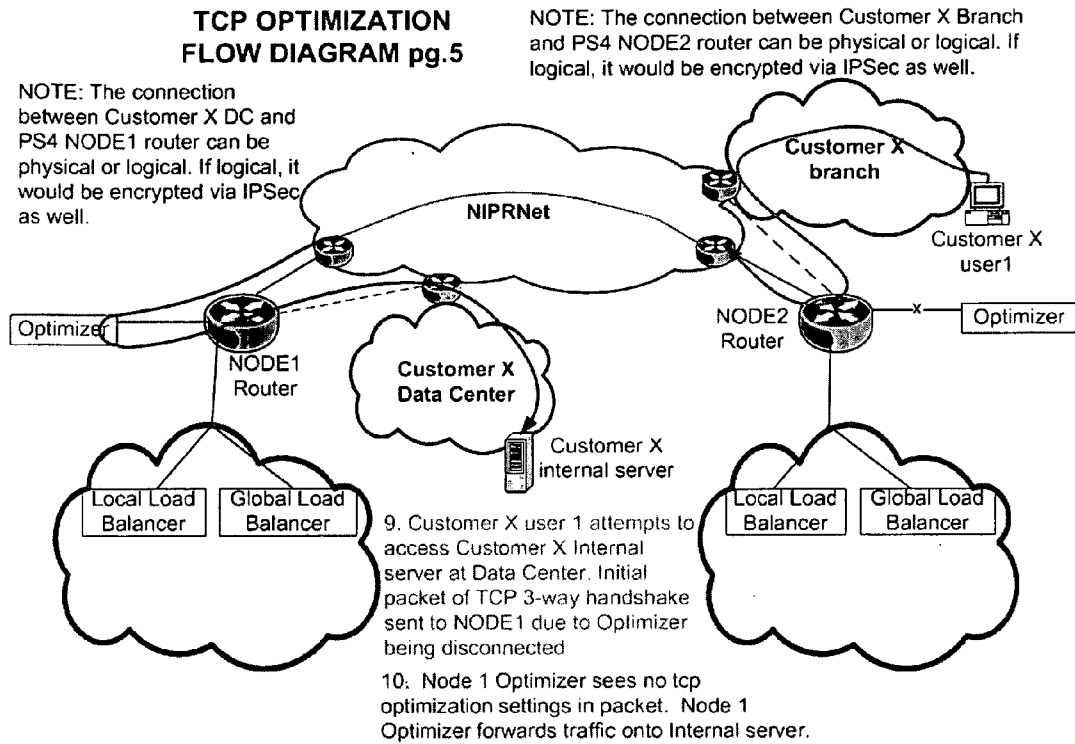 TCP OPTIMIZATION
FLOW DIAGRAM pg.5
NOTE: The connection between Customer X Branch
and PS4 NODE2 router can be physical or logical. If
logical, it would be encrypted via IPSec as well.
NOTE: The connection
between Customer X DC and
PS4 NODE1 router can be
physical or logical. If logical, it
would be encrypted via IPSec
as well.
Customer X
branch
NIPRNet
Customer X
user1
Optimizer
NODE1
Router
Customer X
Data Center
NODE2
Router
x
Optimizer
Customer X
internal server
Local Load
Balancer
Global Load
Balancer
Local Load
Balancer
Global Load
Balancer
9. Customer X user 1 attempts to
access Customer X Internal
server at Data Center. Initial
packet of TCP 3-way handshake
sent to NODE1 due to Optimizer
being disconnected
10. Node 1 Optimizer sees no tcp
optimization settings in packet. Node 1
Optimizer forwards traffic onto Internal server.